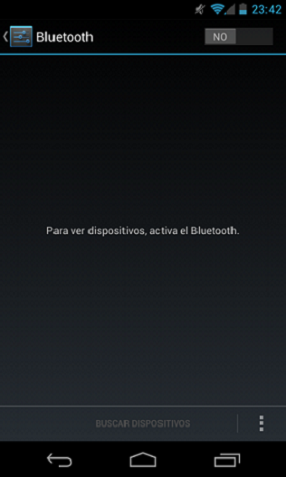 23:42
Bluetooth NO
Para ver dispositivos, activa el Bluetooth.
BUSCAR DISPOSITIVOS